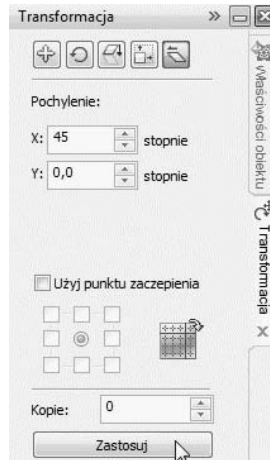 Transformacja
Pochylenie:
X: 45 stopnie
Y: 0,0 stopnie
Użyj punktu zaczepienia
Kopie: 0
Zastosuj
Właściwości obiektu
Transformacja